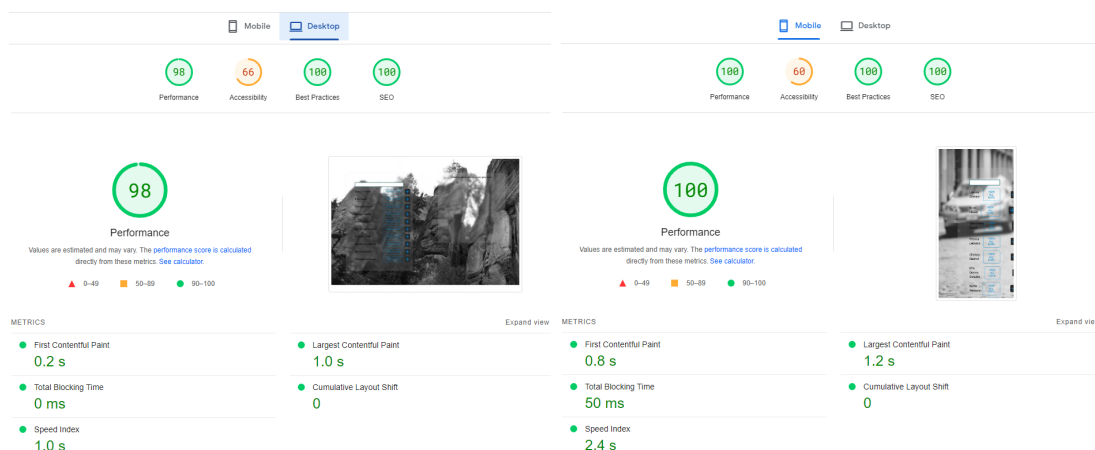 Mobile
Desktop
98
66
100
100
Performance
Accessibility
Best Practices
SEO
98
Performance
Values are estimated and may vary. The performance score is calculated
directly from these metrics. See calculator.
0–49
50–89
90–100
METRICS
Expand view
First Contentful Paint
0.2 s
Largest Contentful Paint
1.0 s
Total Blocking Time
0 ms
Cumulative Layout Shift
0
Speed Index
1.0 s
Mobile
Desktop
100
60
100
100
Performance
Accessibility
Best Practices
SEO
100
Performance
Values are estimated and may vary. The performance score is calculated
directly from these metrics. See calculator.
0–49
50–89
90–100
METRICS
Expand vie
First Contentful Paint
0.8 s
Largest Contentful Paint
1.2 s
Total Blocking Time
50 ms
Cumulative Layout Shift
0
Speed Index
2.4 s